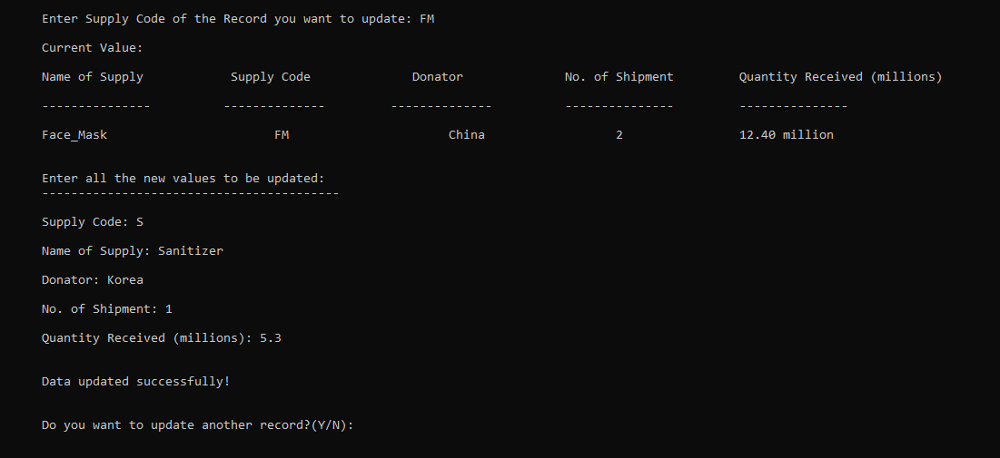 Enter Supply Code of the Record you want to update: FM
Current Value:
Name of Supply Supply Code Donator No. of Shipment Quantity Received (millions)
--------------- -------------- -------------- --------------- ---------------
Face_Mask FM China 2 12.40 million
Enter all the new values to be updated:
-----------------------------------------
Supply Code: S
Name of Supply: Sanitizer
Donator: Korea
No. of Shipment: 1
Quantity Received (millions): 5.3
Data updated successfully!
Do you want to update another record?(Y/N):